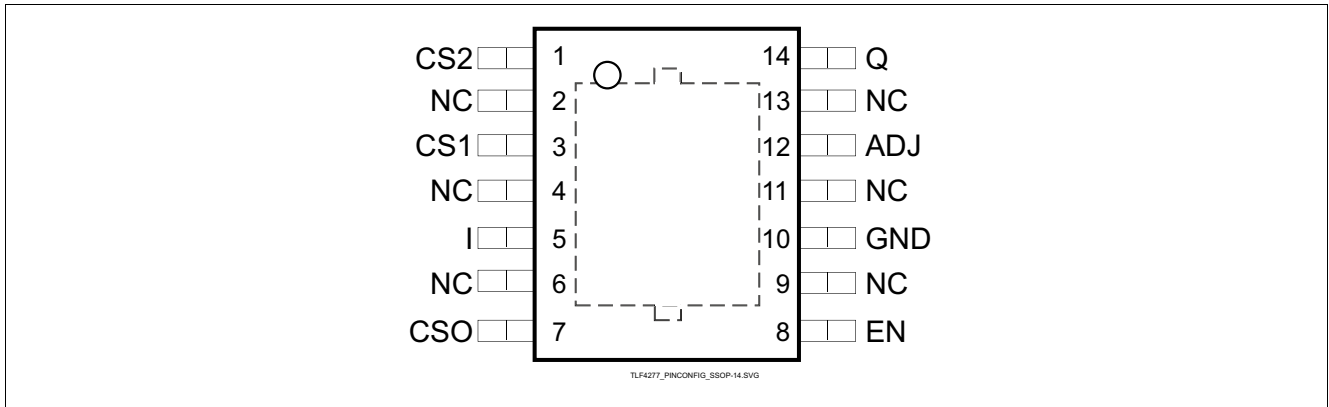 CS2 1 14 Q
NC 2 13 NC
CS1 3 12 ADJ
NC 4 11 NC
I 5 10 GND
NC 6 9 NC
CSO 7 8 EN
TLF4277_PINCONFIG_SSOP-14.SVG